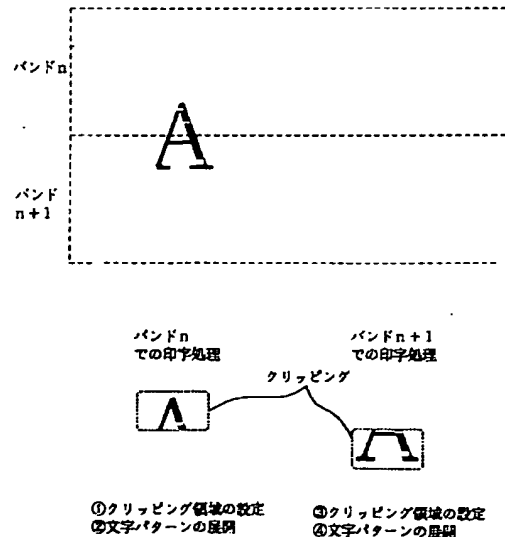 バンドn
A
バンド
n+1
バンドn
での印字処理
バンドn+1
での印字処理
クリッピング
①クリッピング領域の設定
②文字パターンの展開
③クリッピング領域の設定
④文字パターンの展開